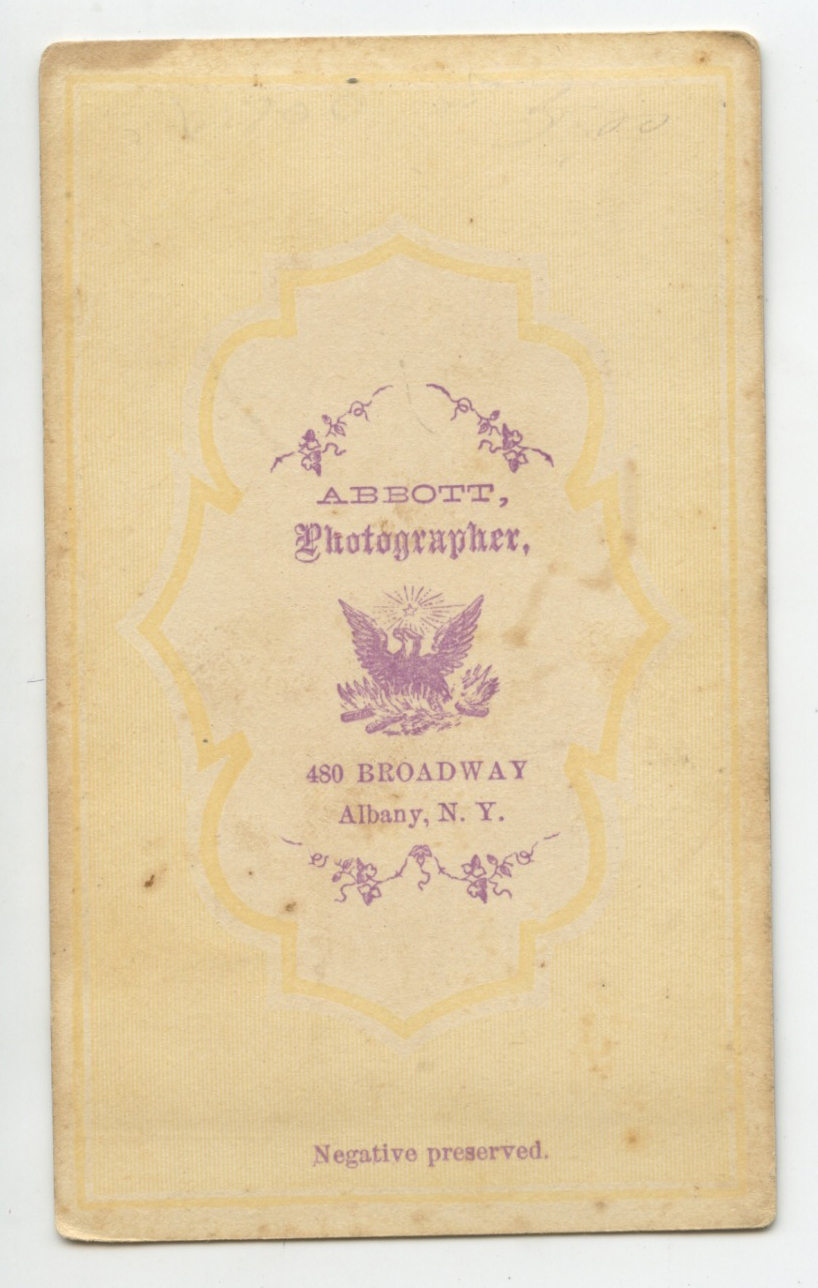 ABBOTT,
Photographer,
480 BROADWAY
Albany, N. Y.
Negative preserved.